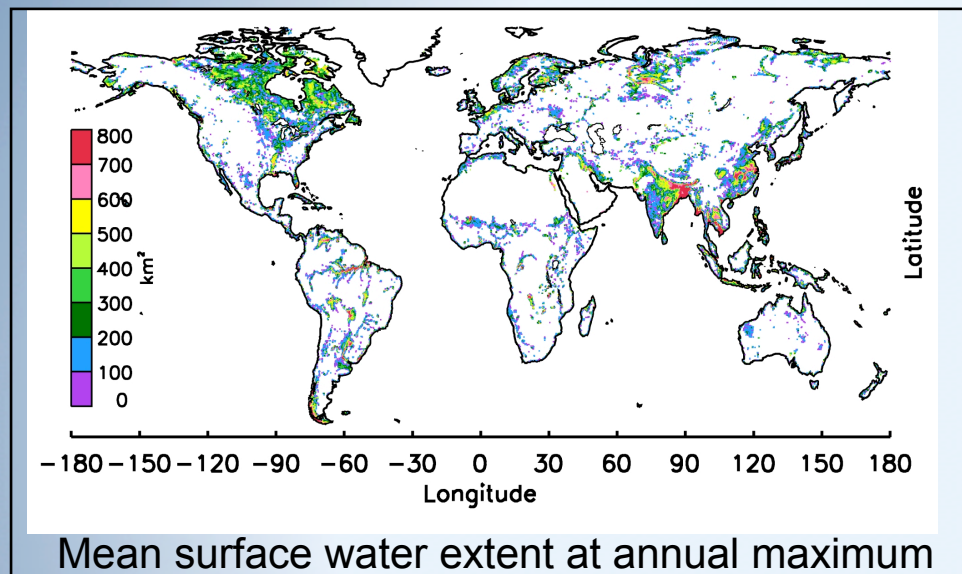 800
700
600
500
400
300
200
100
0
km²
Latitude
-180 -150 -120 -90 -60 -30 0 30 60 90 120 150 180
Longitude
Mean surface water extent at annual maximum